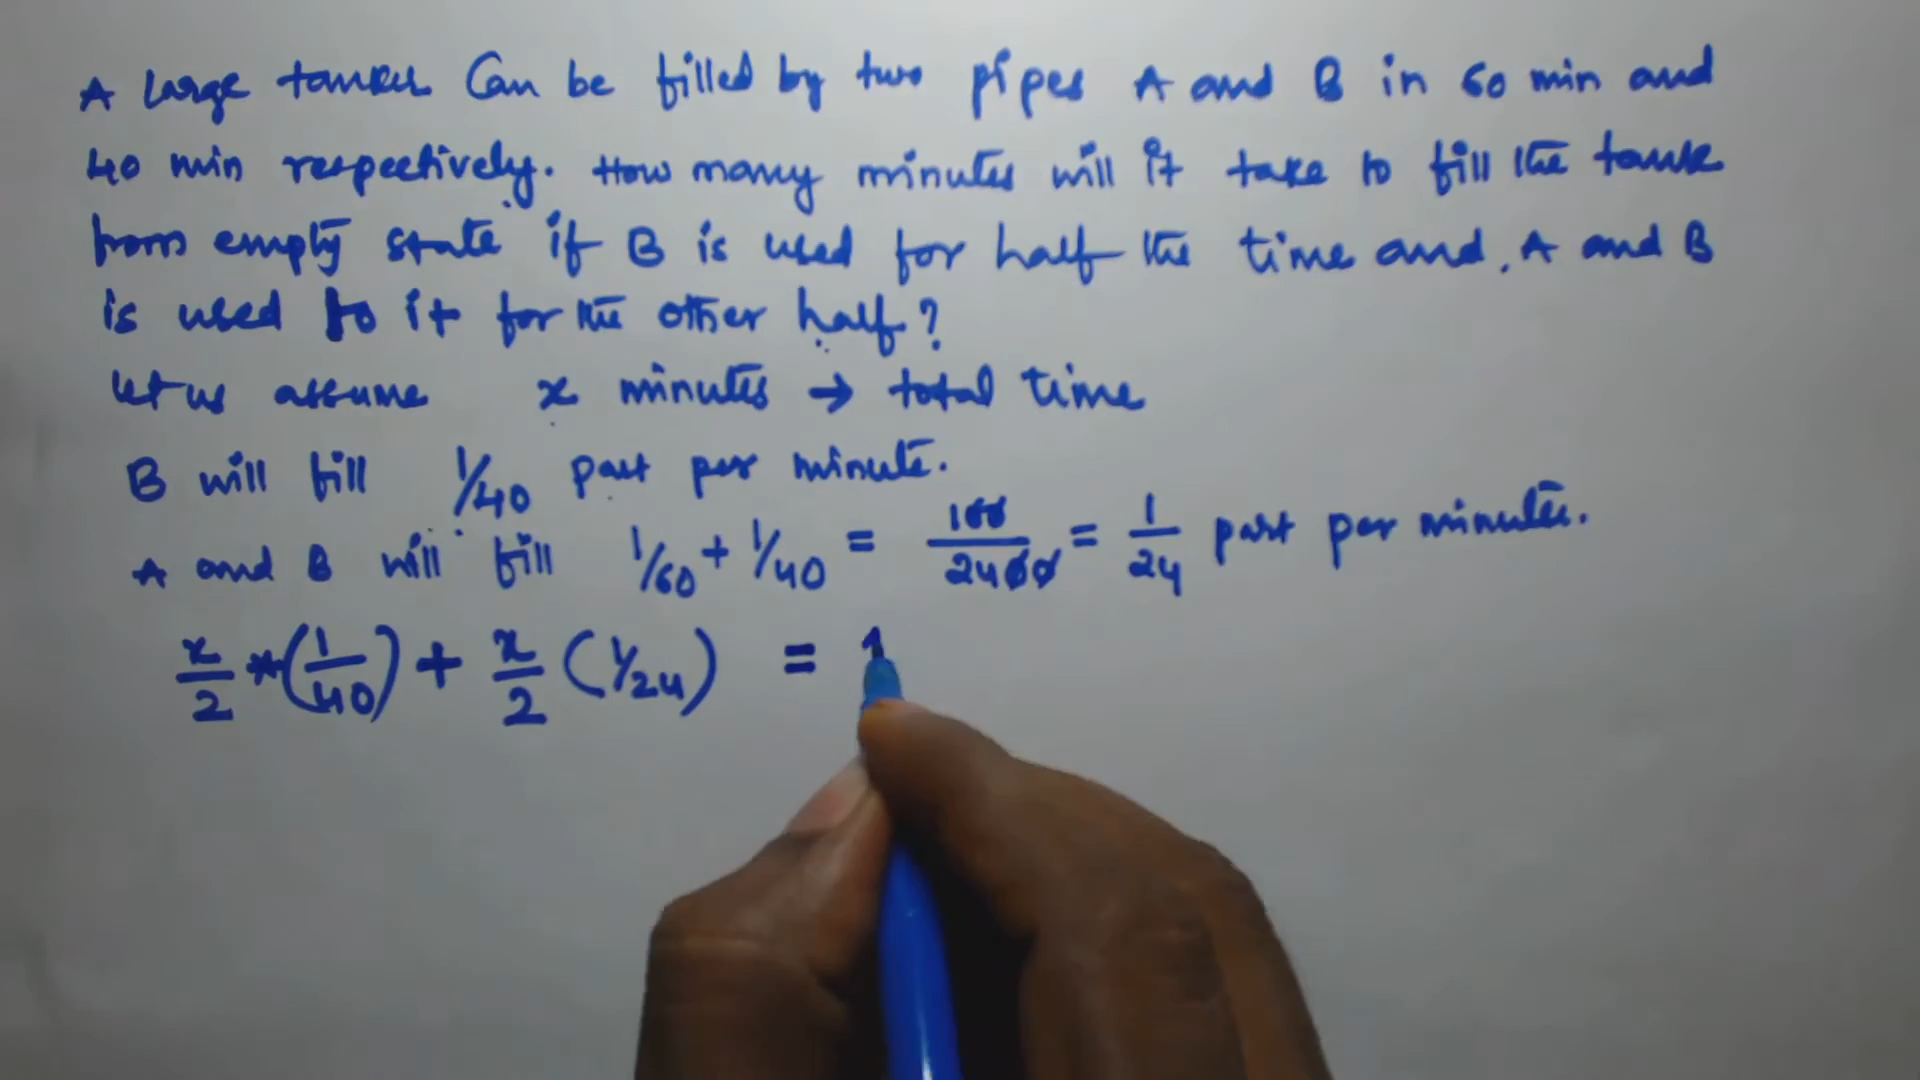 A large tanker can be filled by two pipes A and B in 60 min and
40 min respectively. How many minutes will it take to fill the tank
from empty state if B is used for half the time and A and B
is used to it for the other half?
Let us assume x minutes → total time
B will fill 1/40 part per minute.
A and B will fill 1/60 + 1/40 = 100/2400 = 1/24 part per minutes.
x/2 * (1/40) + x/2 (1/24) = 1